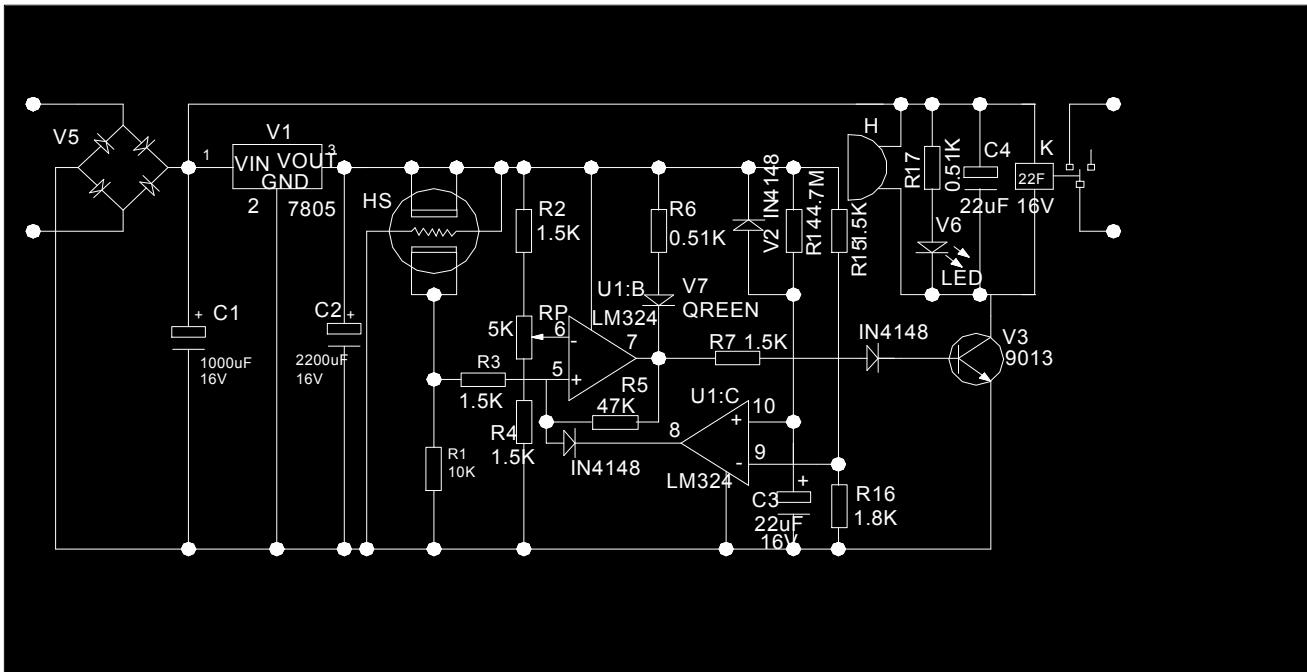 V5
1
V1
VIN VOUT
GND
3
2
7805
HS
C1
+
1000uF
16V
C2
+
2200uF
16V
R2
1.5K
RP
5K
6
-
5
+
7
U1:B
LM324
R6
0.51K
V7
QREEN
R3
1.5K
R4
1.5K
R1
10K
R5
47K
IN4148
8
U1:C
+
10
-
9
LM324
R7 1.5K
V2 IN4148
R14 4.7M
R15 1.5K
C3
+
22uF
16V
R16
1.8K
IN4148
V3
9013
H
R17
0.51K
V6
LED
C4
22uF
K
22F
16V